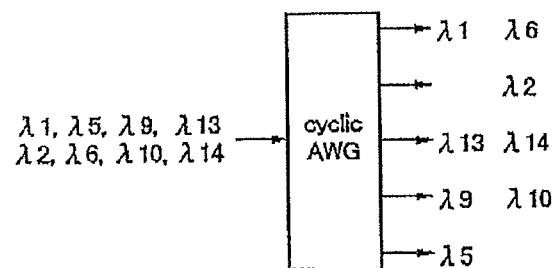 λ1 λ6
λ2
λ1, λ5, λ9, λ13
λ2, λ6, λ10, λ14
cyclic
AWG
λ13 λ14
λ9 λ10
λ5